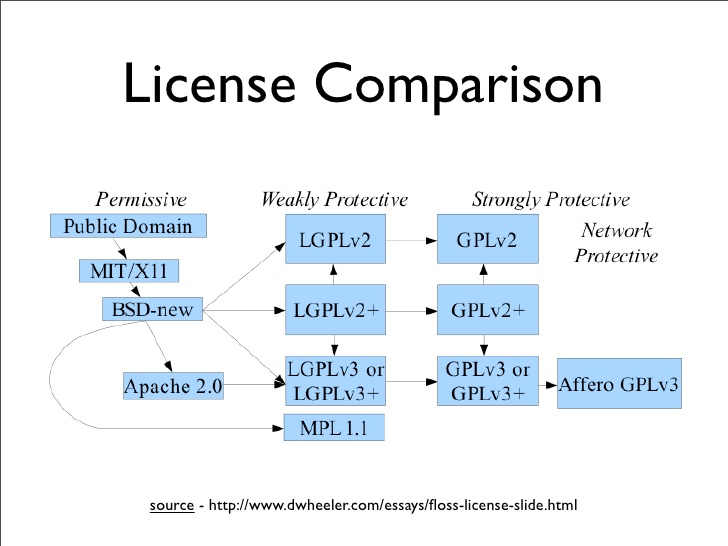 License Comparison
Permissive
Weakly Protective
Strongly Protective
Public Domain
LGPLv2
GPLv2
Network
Protective
MIT/X11
BSD-new
LGPLv2+
GPLv2+
Apache 2.0
LGPLv3 or
LGPLv3+
GPLv3 or
GPLv3+
Affero GPLv3
MPL 1.1
source - http://www.dwheeler.com/essays/floss-license-slide.html